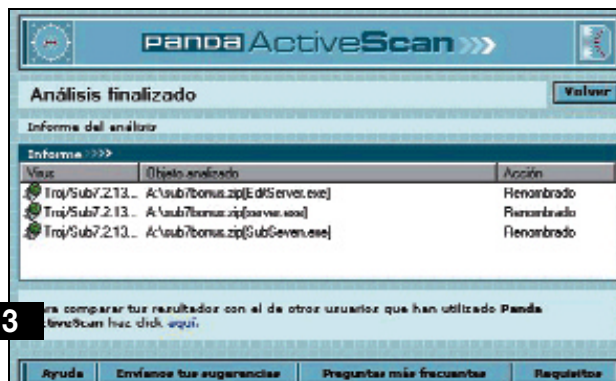 Panda ActiveScan >>>
Análisis finalizado
Volver
Informe del análisis
Informe >>>>
Virus Objeto analizado Acción
Troj/Sub7.2.13... A:\sub7bonus.zip[EditServer.exe] Renombrado
Troj/Sub7.2.13... A:\sub7bonus.zip[server.exe] Renombrado
Troj/Sub7.2.13... A:\sub7bonus.zip[SubSeven.exe] Renombrado
ara comparar tus resultados con el de otros usuarios que han utilizado Panda
3 ctiveScan haz click aquí.
Ayuda Envíanos tus sugerencias Preguntas más frecuentes Requisitos